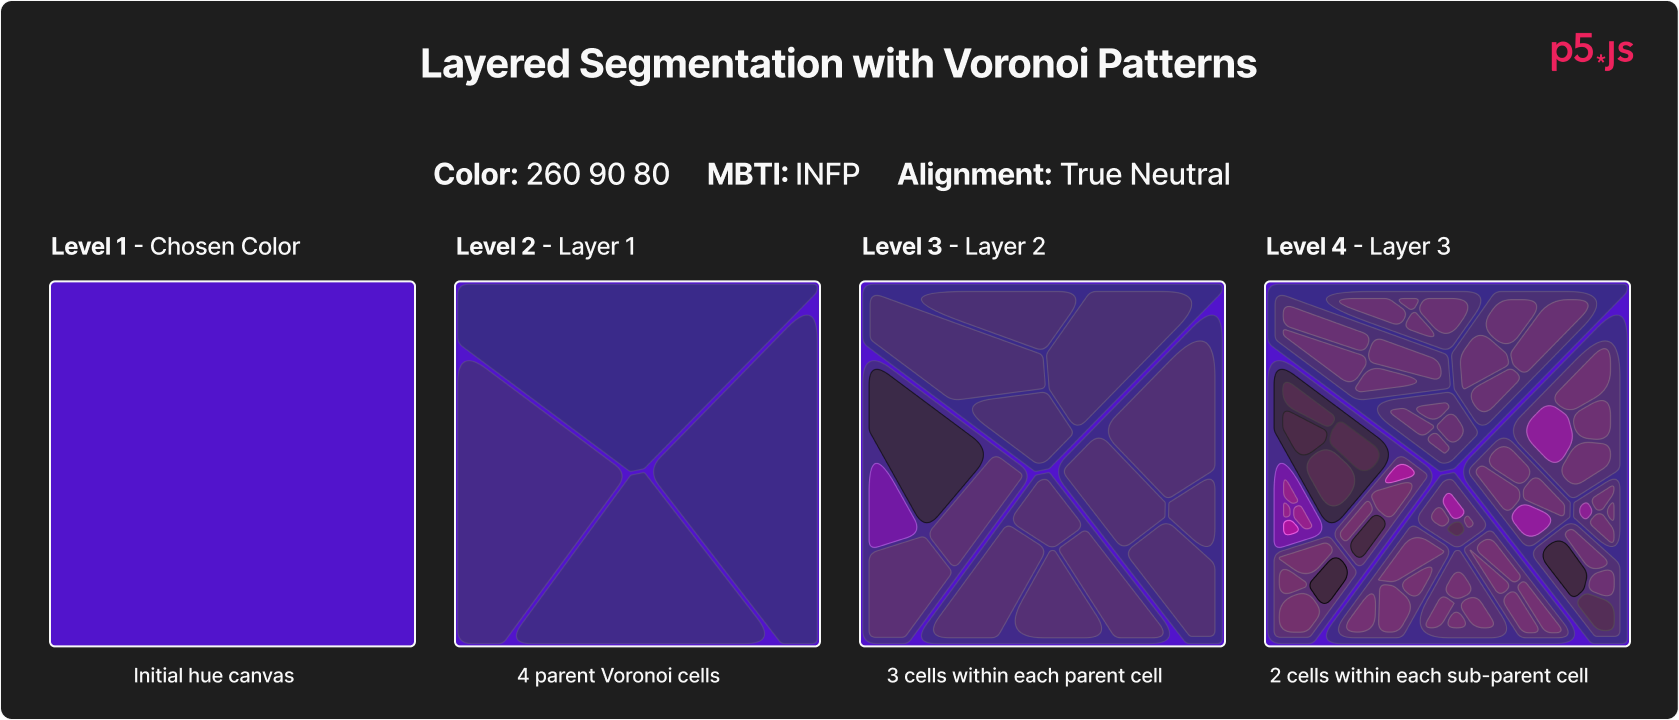 Layered Segmentation with Voronoi Patterns
p5*js
Color: 260 90 80 MBTI: INFP Alignment: True Neutral
Level 1 - Chosen Color
Level 2 - Layer 1
Level 3 - Layer 2
Level 4 - Layer 3
Initial hue canvas
4 parent Voronoi cells
3 cells within each parent cell
2 cells within each sub-parent cell